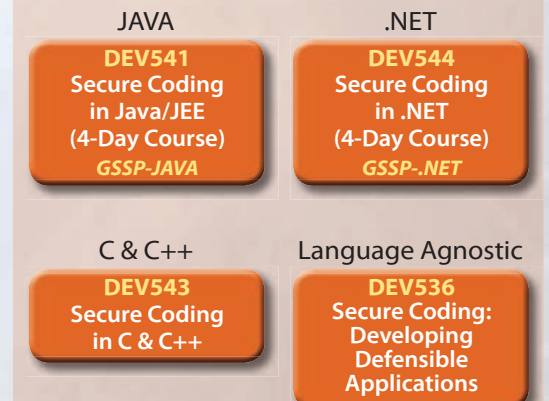 JAVA
DEV541
Secure Coding
in Java/JEE
(4-Day Course)
GSSP-JAVA
.NET
DEV544
Secure Coding
in .NET
(4-Day Course)
GSSP-.NET
C & C++
DEV543
Secure Coding
in C & C++
Language Agnostic
DEV536
Secure Coding:
Developing
Defensible
Applications